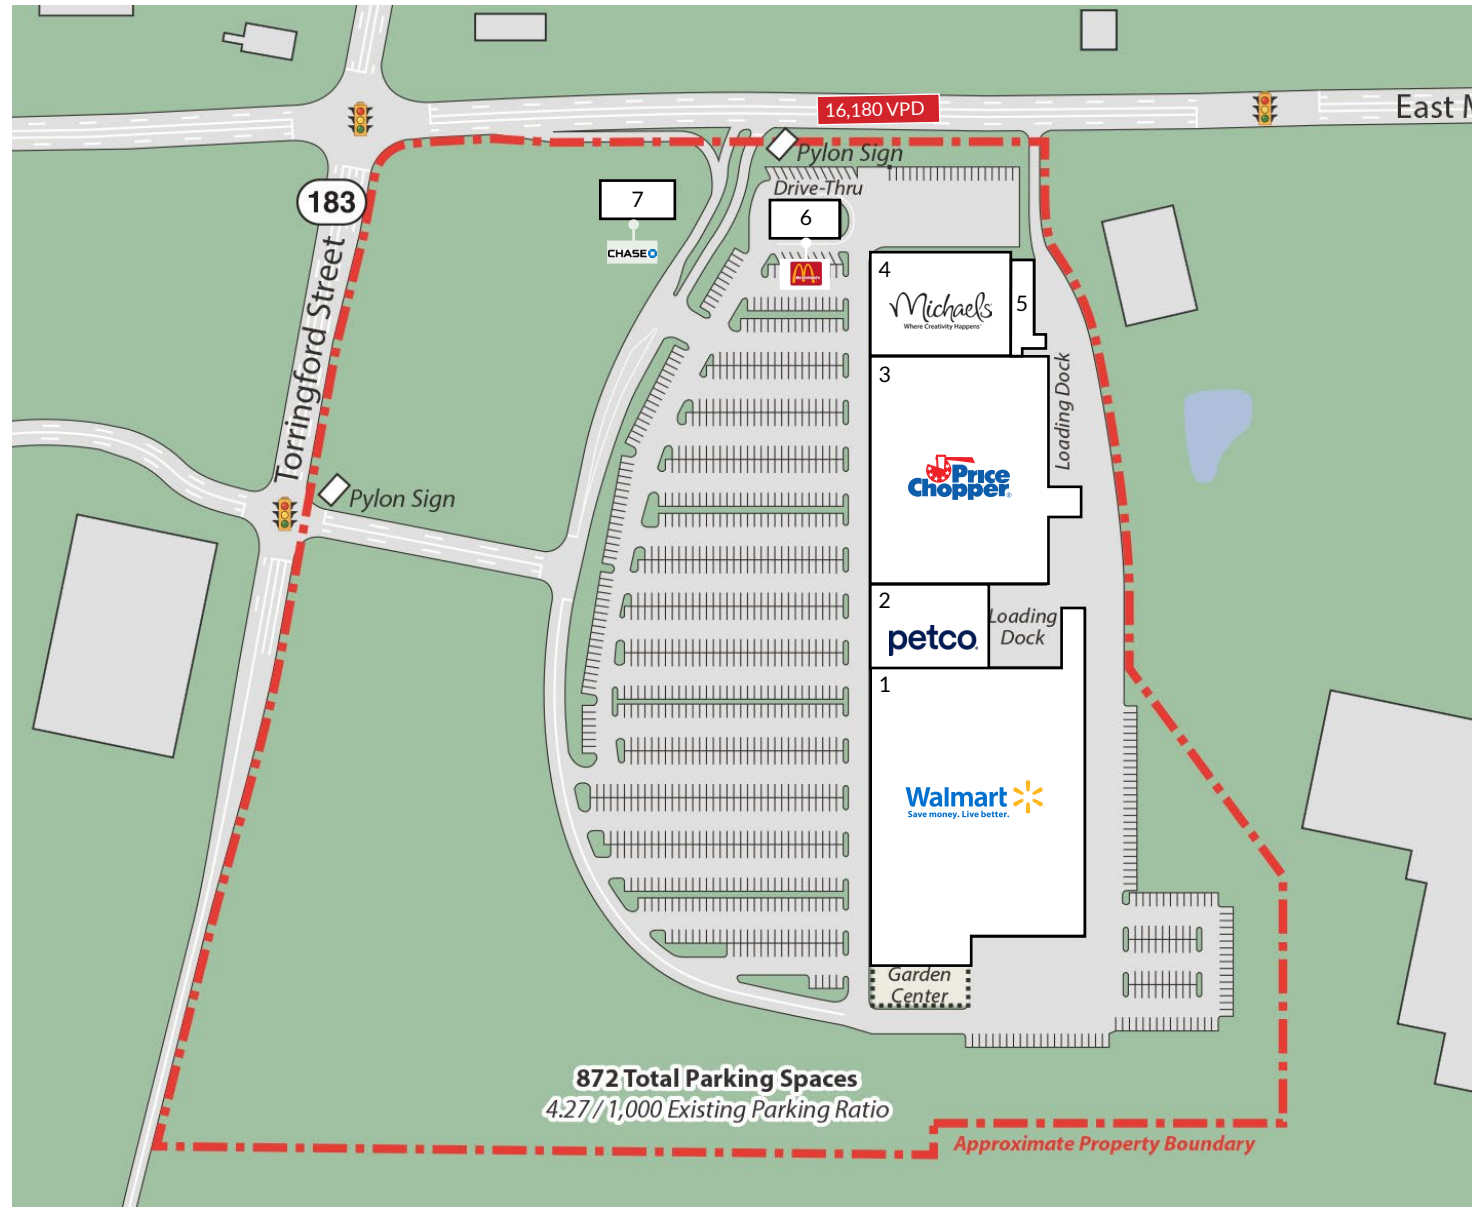 16,180 VPD
East M
Pylon Sign
183
Drive-Thru
7
6
CHASE
McDonald's
Torringford Street
4
Michaels
Where Creativity Happens
5
3
Loading Dock
Price
Chopper
Pylon Sign
2
petco
Loading
Dock
1
Walmart
Save money. Live better.
Garden
Center
872 Total Parking Spaces
4.27/1,000 Existing Parking Ratio
Approximate Property Boundary